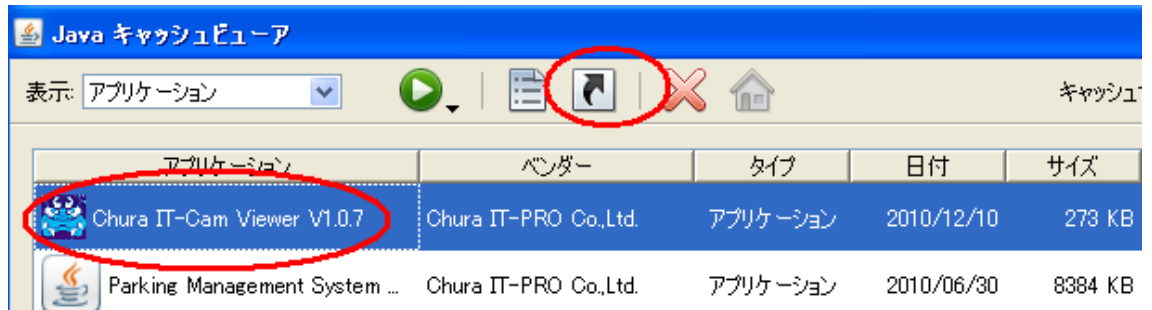 Java キャッシュビューア
表示: アプリケーション キャッシュ
アプリケーション ベンダー タイプ 日付 サイズ
Chura IT-Cam Viewer V1.0.7 Chura IT-PRO Co.,Ltd. アプリケーション 2010/12/10 273 KB
Parking Management System ... Chura IT-PRO Co.,Ltd. アプリケーション 2010/06/30 8384 KB